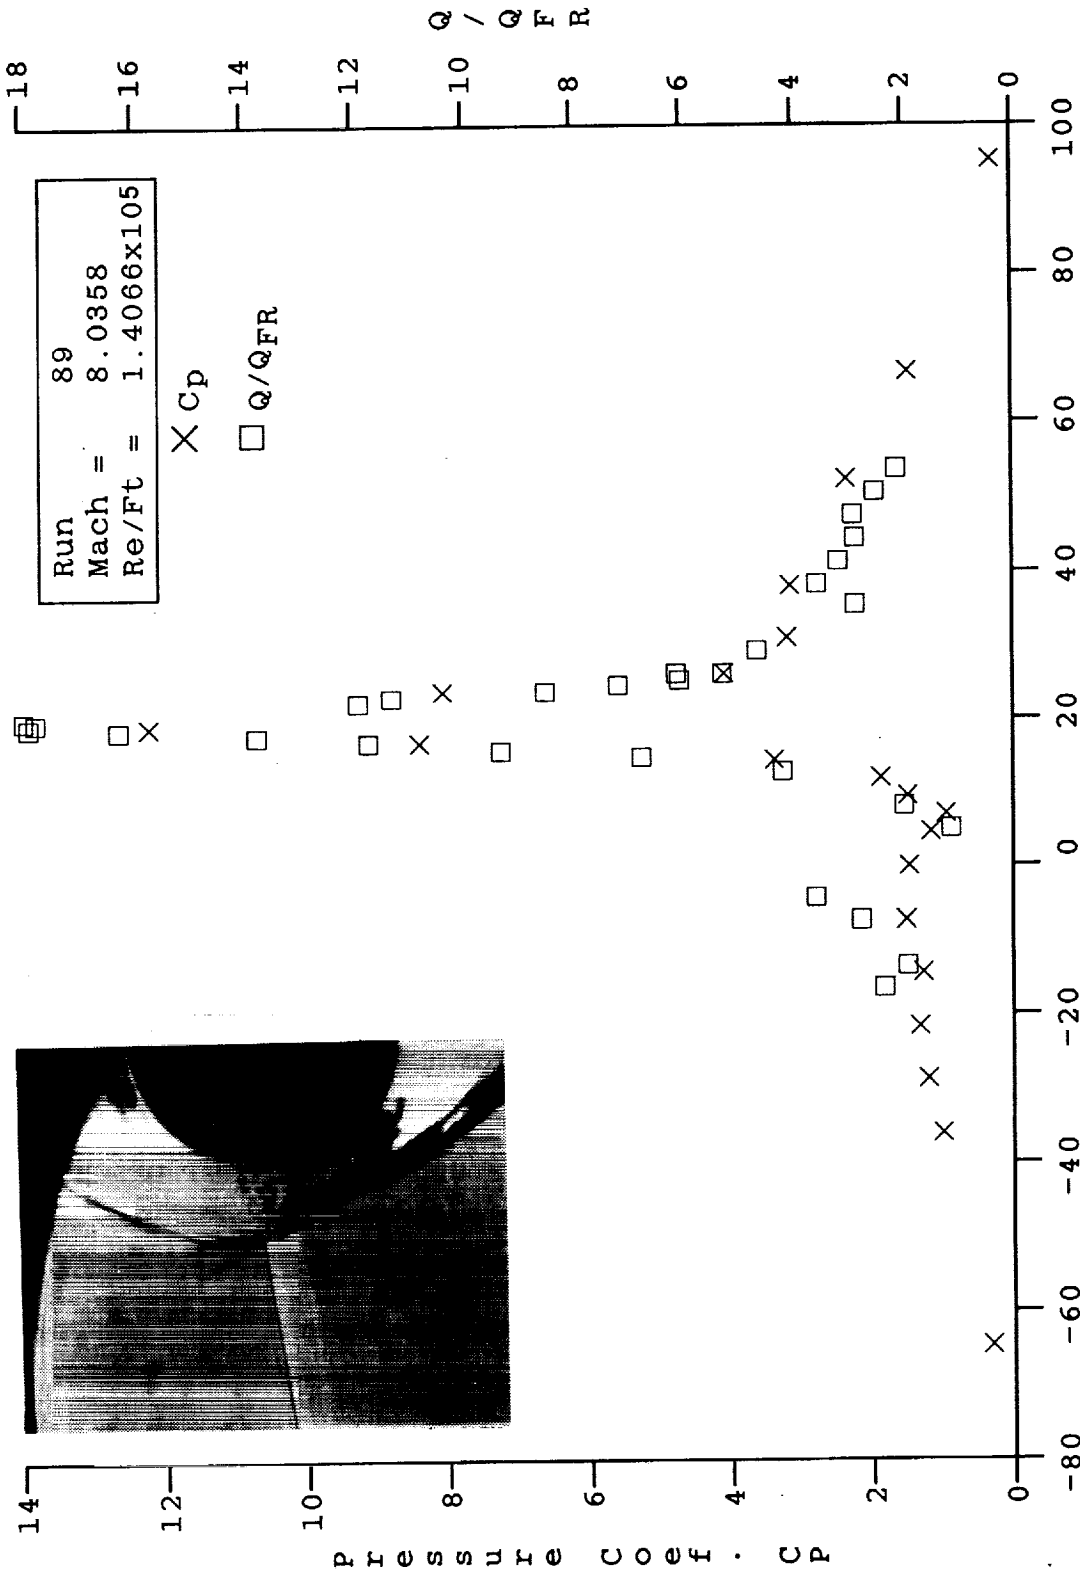 Run 89
Mach = 8.0358
Re/Ft = 1.4066x105
× Cp
□ Q/QFR
Pressure Coef. Cp
14
12
10
8
6
4
2
0
Q/QFR
18
16
14
12
10
8
6
4
2
0
-80 -60 -40 -20 0 20 40 60 80 100